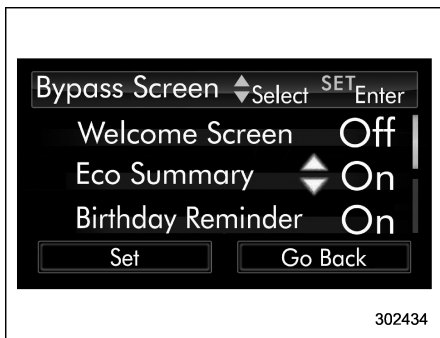 Bypass Screen Select SET Enter
Welcome Screen Off
Eco Summary On
Birthday Reminder On
Set Go Back
302434